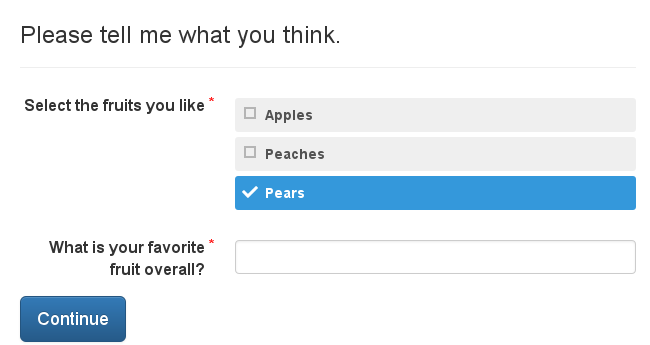 Please tell me what you think.
Select the fruits you like *
Apples
Peaches
Pears
What is your favorite *
fruit overall?
Continue